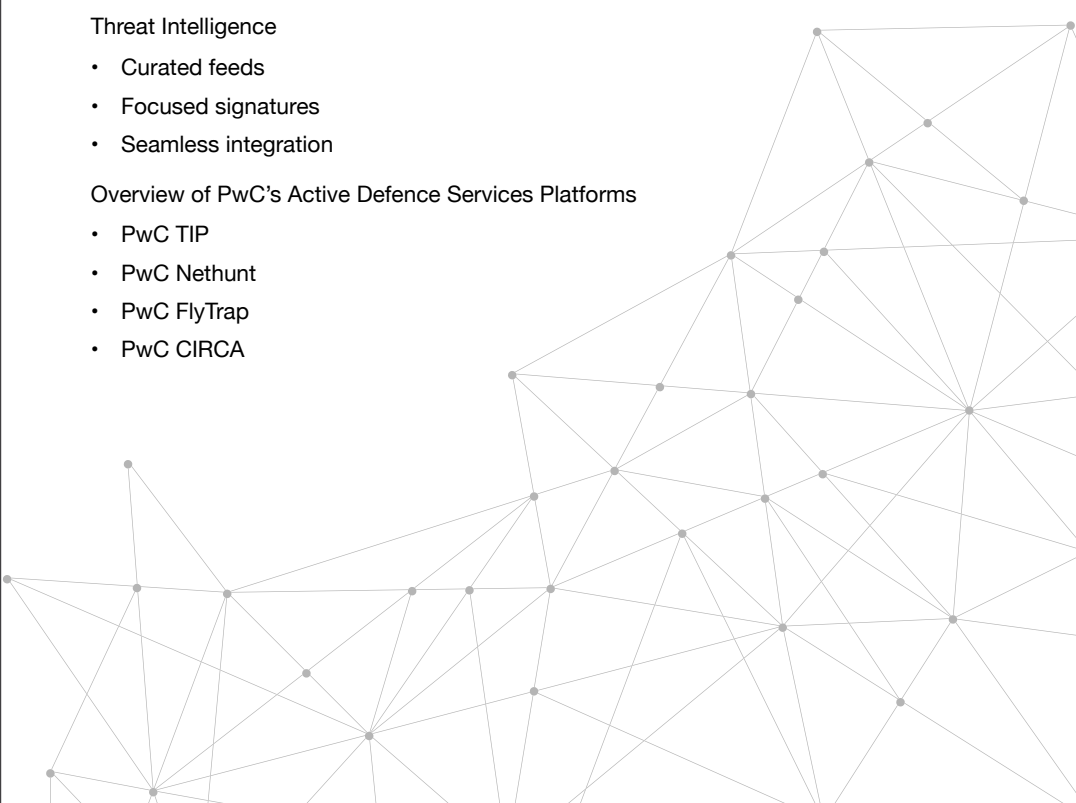 Threat Intelligence
• Curated feeds
• Focused signatures
• Seamless integration
Overview of PwC’s Active Defence Services Platforms
• PwC TIP
• PwC Nethunt
• PwC FlyTrap
• PwC CIRCA